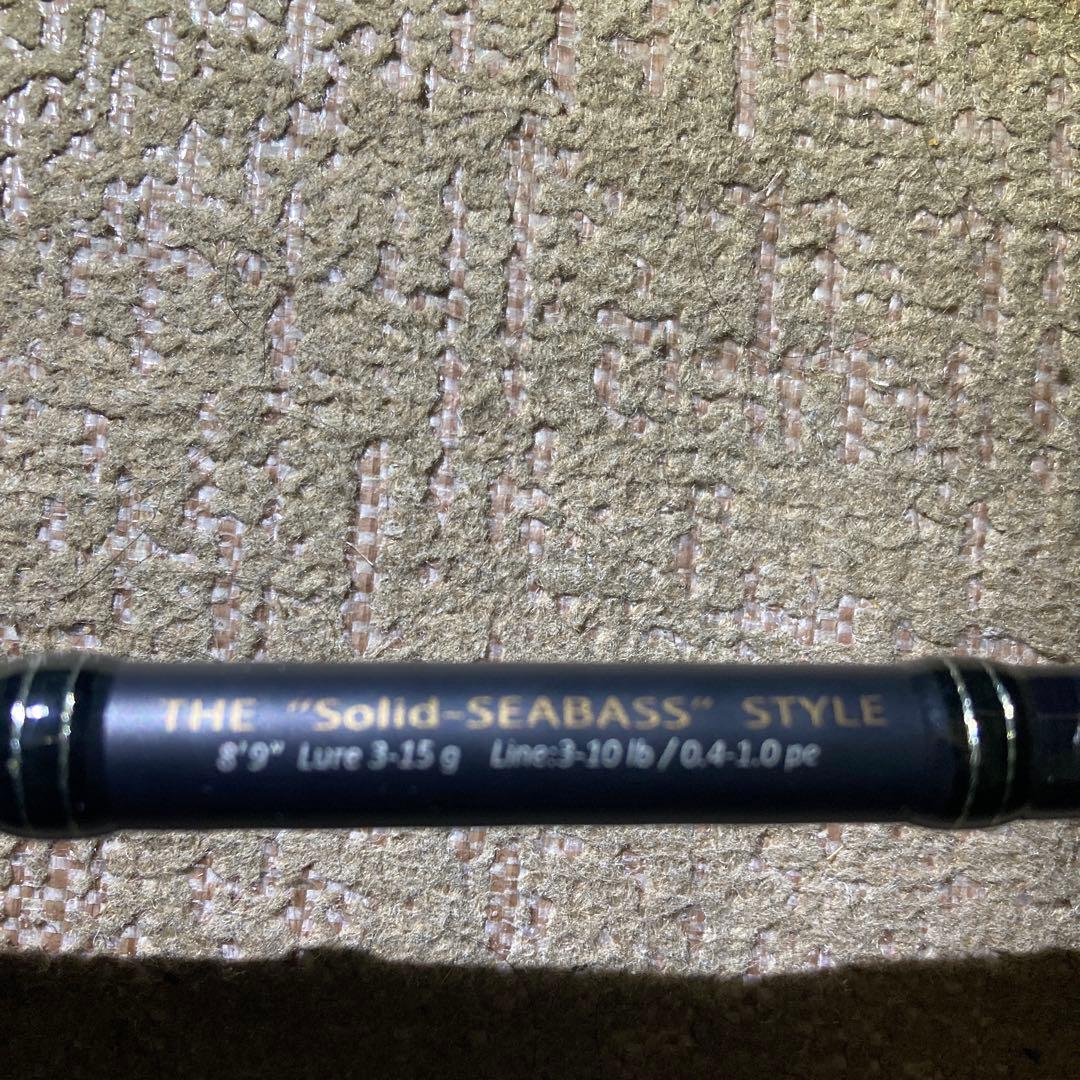 THE "Solid-SEABASS" STYLE
8'9" Lure 3-15 g Line:3-10 lb / 0.4-1.0 pe